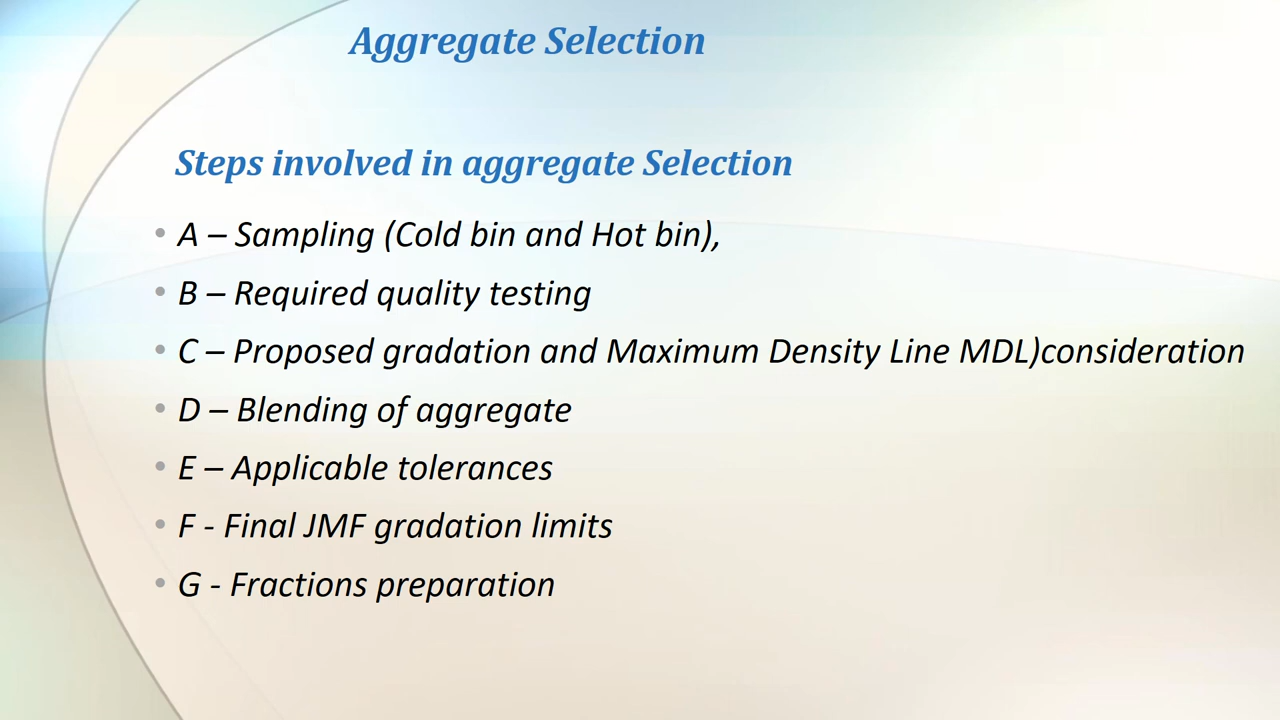 Aggregate Selection
Steps involved in aggregate Selection
• A – Sampling (Cold bin and Hot bin),
• B – Required quality testing
• C – Proposed gradation and Maximum Density Line MDL)consideration
• D – Blending of aggregate
• E – Applicable tolerances
• F - Final JMF gradation limits
• G - Fractions preparation